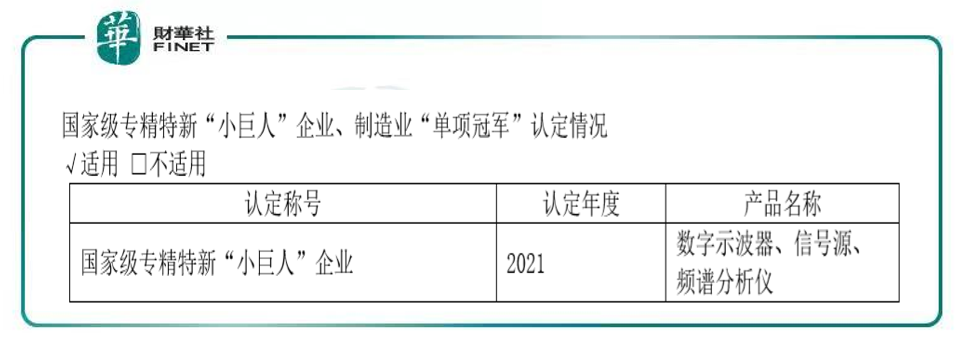 華
財華社
FINET
国家级专精特新“小巨人”企业、制造业“单项冠军”认定情况
√适用 □不适用
认定称号 认定年度 产品名称
国家级专精特新“小巨人”企业 2021 数字示波器、信号源、
频谱分析仪